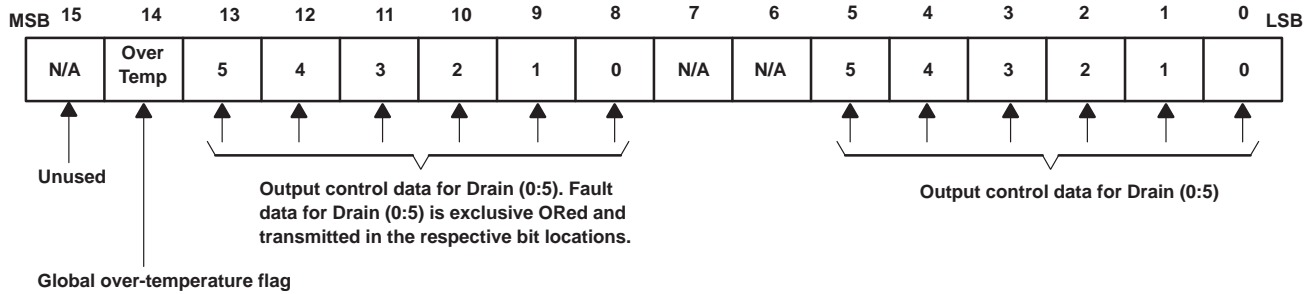 MSB 15 14 13 12 11 10 9 8 7 6 5 4 3 2 1 0 LSB
N/A Over Temp 5 4 3 2 1 0 N/A N/A 5 4 3 2 1 0
Unused
Output control data for Drain (0:5). Fault
data for Drain (0:5) is exclusive ORed and
transmitted in the respective bit locations.
Output control data for Drain (0:5)
Global over-temperature flag